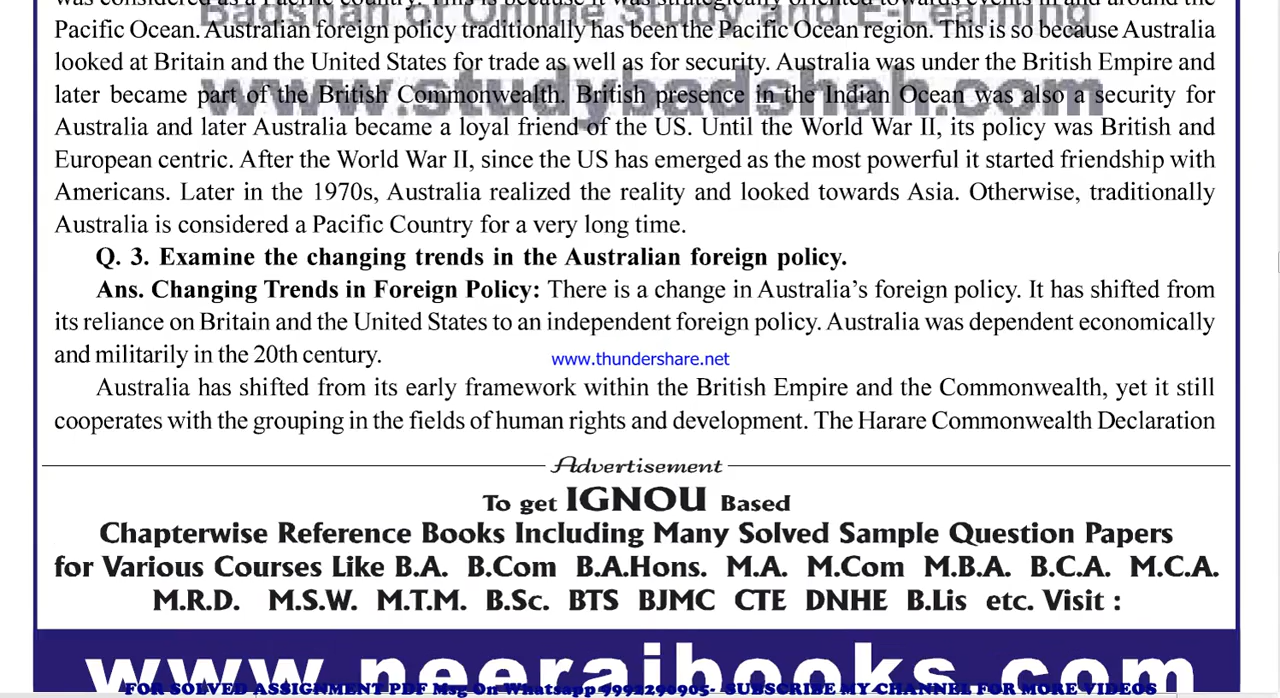 was considered as a Pacific country. This is because it was strategically oriented towards events in and around the
Badshah of Online Study and E-Learning
Pacific Ocean. Australian foreign policy traditionally has been the Pacific Ocean region. This is so because Australia
looked at Britain and the United States for trade as well as for security. Australia was under the British Empire and
www.studybadshah.com
later became part of the British Commonwealth. British presence in the Indian Ocean was also a security for
Australia and later Australia became a loyal friend of the US. Until the World War II, its policy was British and
European centric. After the World War II, since the US has emerged as the most powerful it started friendship with
Americans. Later in the 1970s, Australia realized the reality and looked towards Asia. Otherwise, traditionally
Australia is considered a Pacific Country for a very long time.
Q. 3. Examine the changing trends in the Australian foreign policy.
Ans. Changing Trends in Foreign Policy: There is a change in Australia's foreign policy. It has shifted from
its reliance on Britain and the United States to an independent foreign policy. Australia was dependent economically
and militarily in the 20th century.
www.thundershare.net
Australia has shifted from its early framework within the British Empire and the Commonwealth, yet it still
cooperates with the grouping in the fields of human rights and development. The Harare Commonwealth Declaration
Advertisement
To get IGNOU Based
Chapterwise Reference Books Including Many Solved Sample Question Papers
for Various Courses Like B.A. B.Com B.A.Hons. M.A. M.Com M.B.A. B.C.A. M.C.A.
M.R.D. M.S.W. M.T.M. B.Sc. BTS BJMC CTE DNHE B.Lis etc. Visit :
www.neerajbooks.com
FOR SOLVED ASSIGNMENT PDF Msg On Whatsapp 9992290905- SUBSCRIBE MY CHANNEL FOR MORE VIDEOS